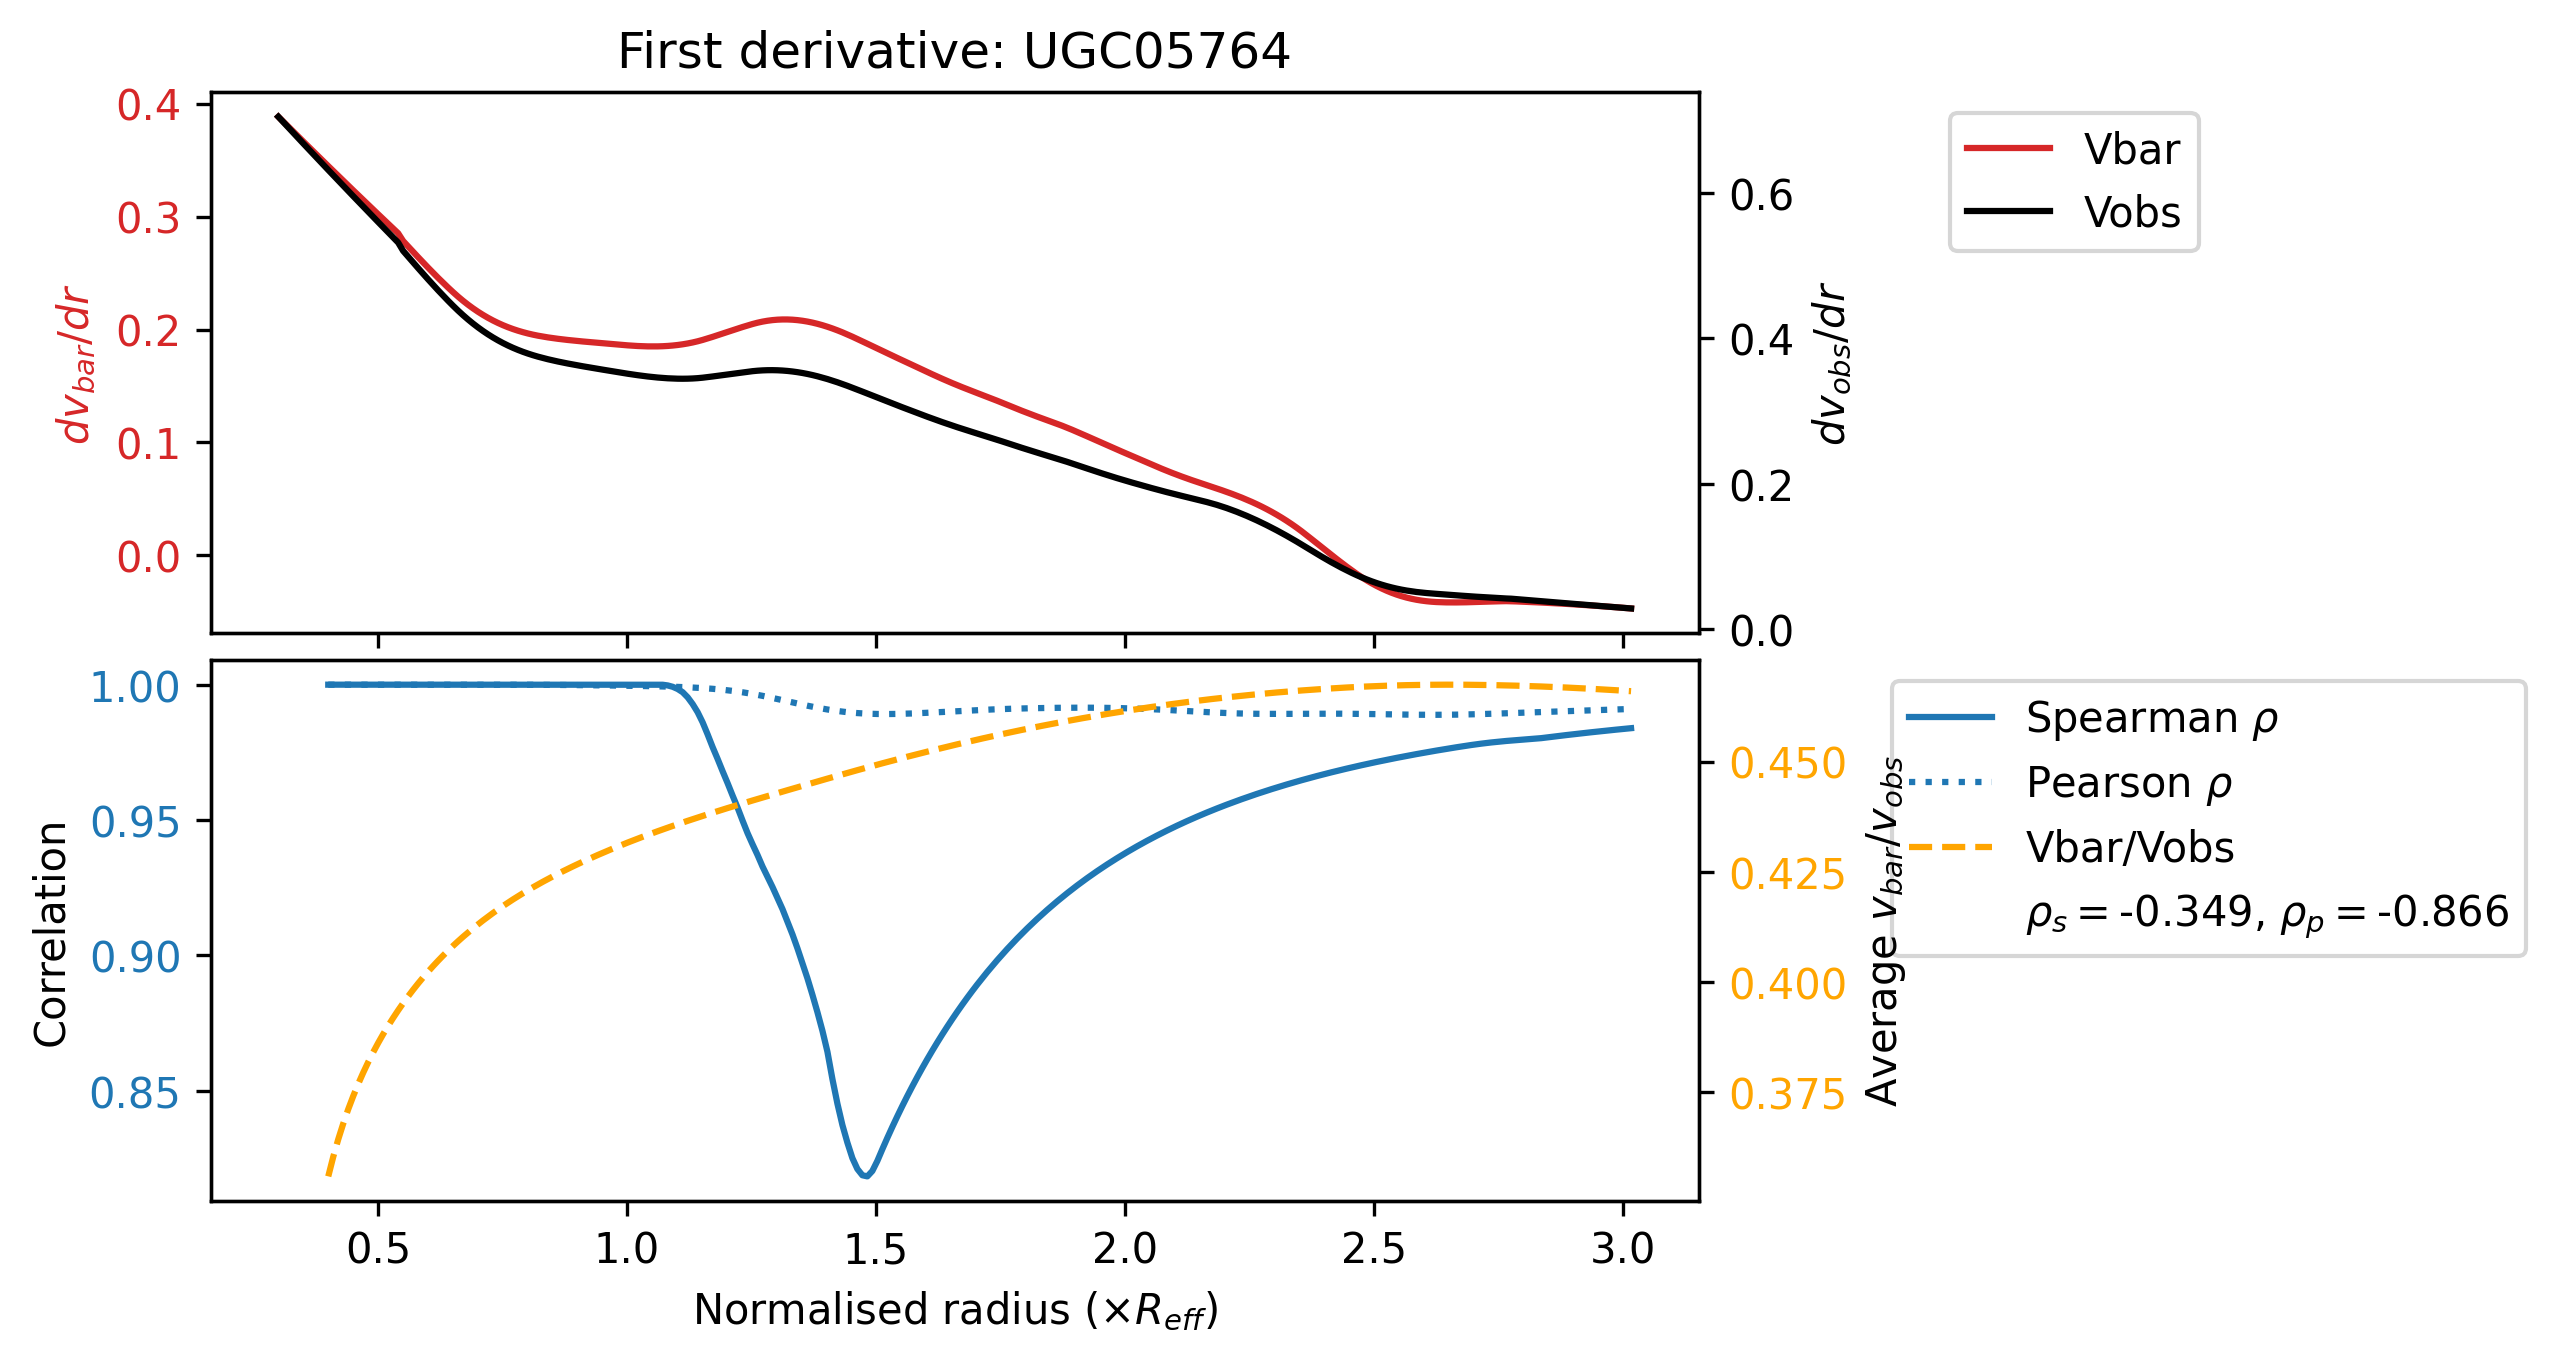 First derivative: UGC05764
0.4
0.3
0.2
0.1
0.0
dv_bar/dr
0.6
0.4
0.2
0.0
dv_obs/dr
Vbar
Vobs
1.00
0.95
0.90
0.85
Correlation
0.450
0.425
0.400
0.375
Average v_bar/v_obs
Spearman ρ
Pearson ρ
Vbar/Vobs
ρ_s = -0.349, ρ_p = -0.866
0.5 1.0 1.5 2.0 2.5 3.0
Normalised radius (×R_eff)